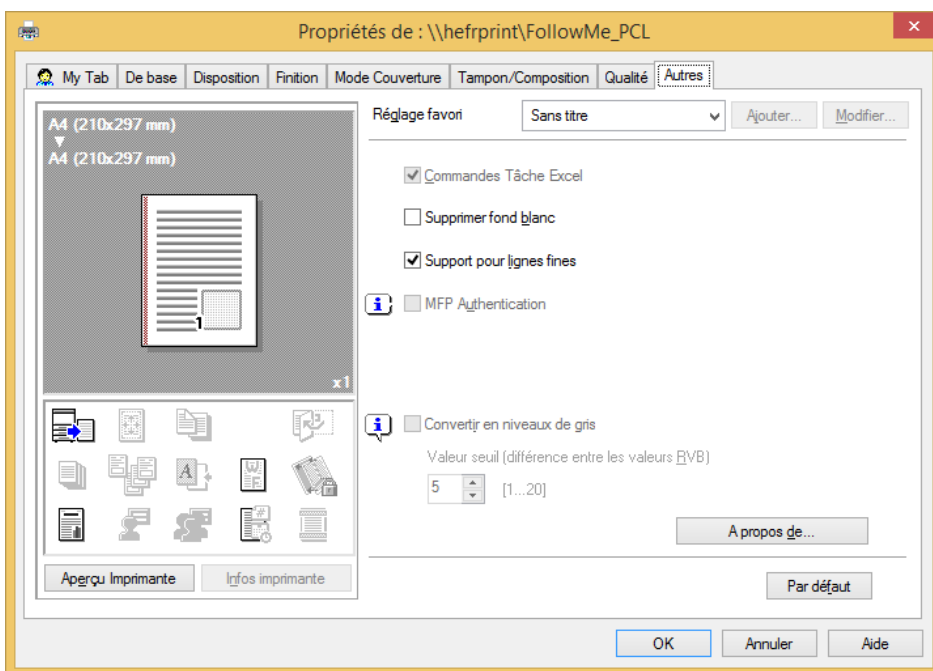 Propriétés de : \\hefrprint\FollowMe_PCL
My Tab De base Disposition Finition Mode Couverture Tampon/Composition Qualité Autres
A4 (210x297 mm)
A4 (210x297 mm)
1
x1
Aperçu Imprimante Infos imprimante
Réglage favori Sans titre Ajouter... Modifier...
Commandes Tâche Excel
Supprimer fond blanc
Support pour lignes fines
MFP Authentication
Convertir en niveaux de gris
Valeur seuil (différence entre les valeurs RVB)
5 [1...20]
A propos de...
Par défaut
OK Annuler Aide